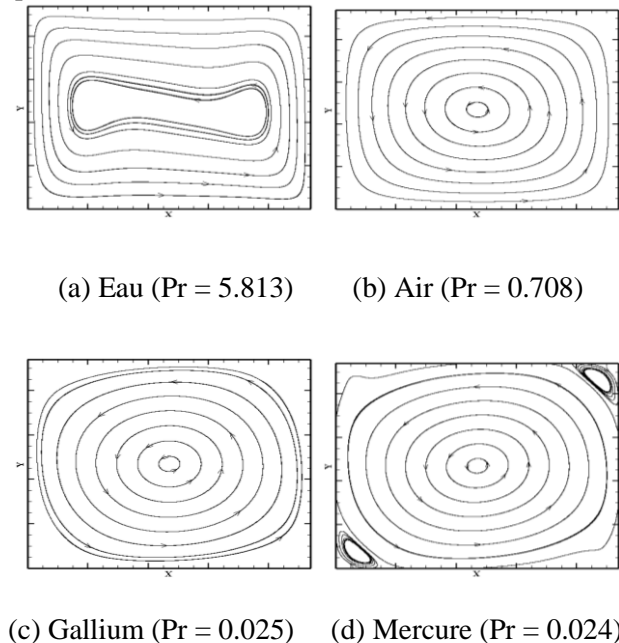 Y
X
Y
X
(a) Eau (Pr = 5.813) (b) Air (Pr = 0.708)
Y
X
Y
X
(c) Gallium (Pr = 0.025) (d) Mercure (Pr = 0.024)